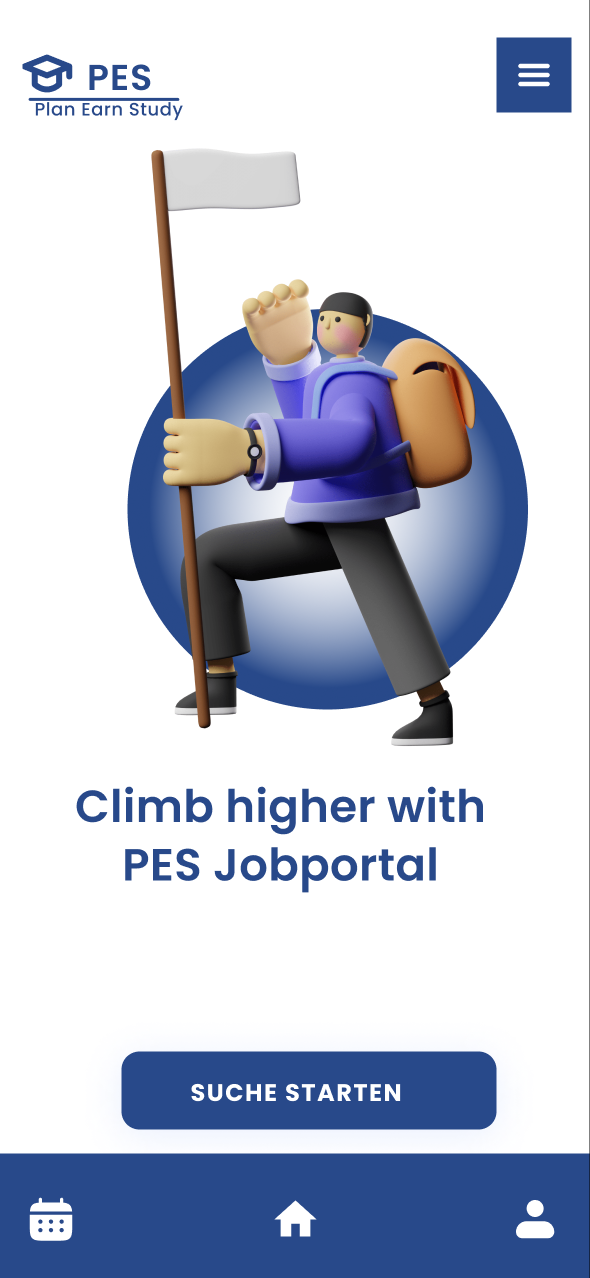 PES
Plan Earn Study
Climb higher with
PES Jobportal
SUCHE STARTEN